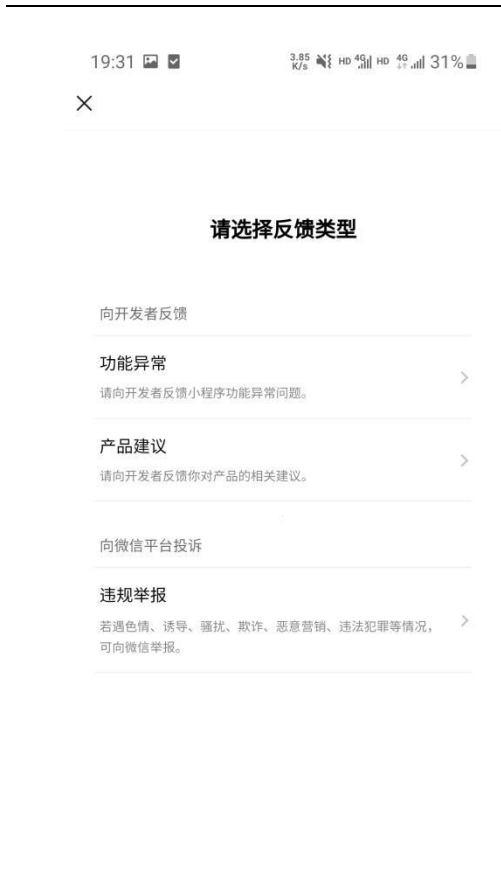 19:31 3.85 K/s HD 4G HD 4G 31%
请选择反馈类型
向开发者反馈
功能异常
请向开发者反馈小程序功能异常问题。
产品建议
请向开发者反馈你对产品的相关建议。
向微信平台投诉
违规举报
若遇色情、诱导、骚扰、欺诈、恶意营销、违法犯罪等情况，
可向微信举报。